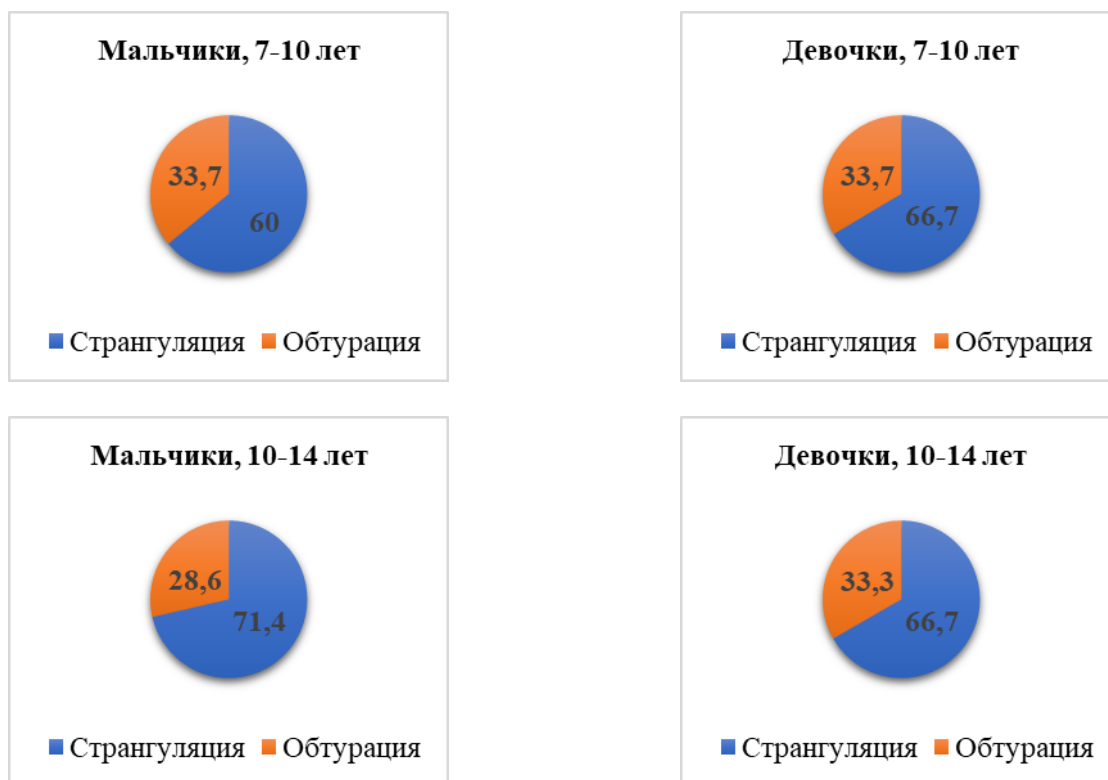 Мальчики, 7-10 лет
33,7
60
Странгуляция Обтурация
Девочки, 7-10 лет
33,7
66,7
Странгуляция Обтурация
Мальчики, 10-14 лет
28,6
71,4
Странгуляция Обтурация
Девочки, 10-14 лет
33,3
66,7
Странгуляция Обтурация